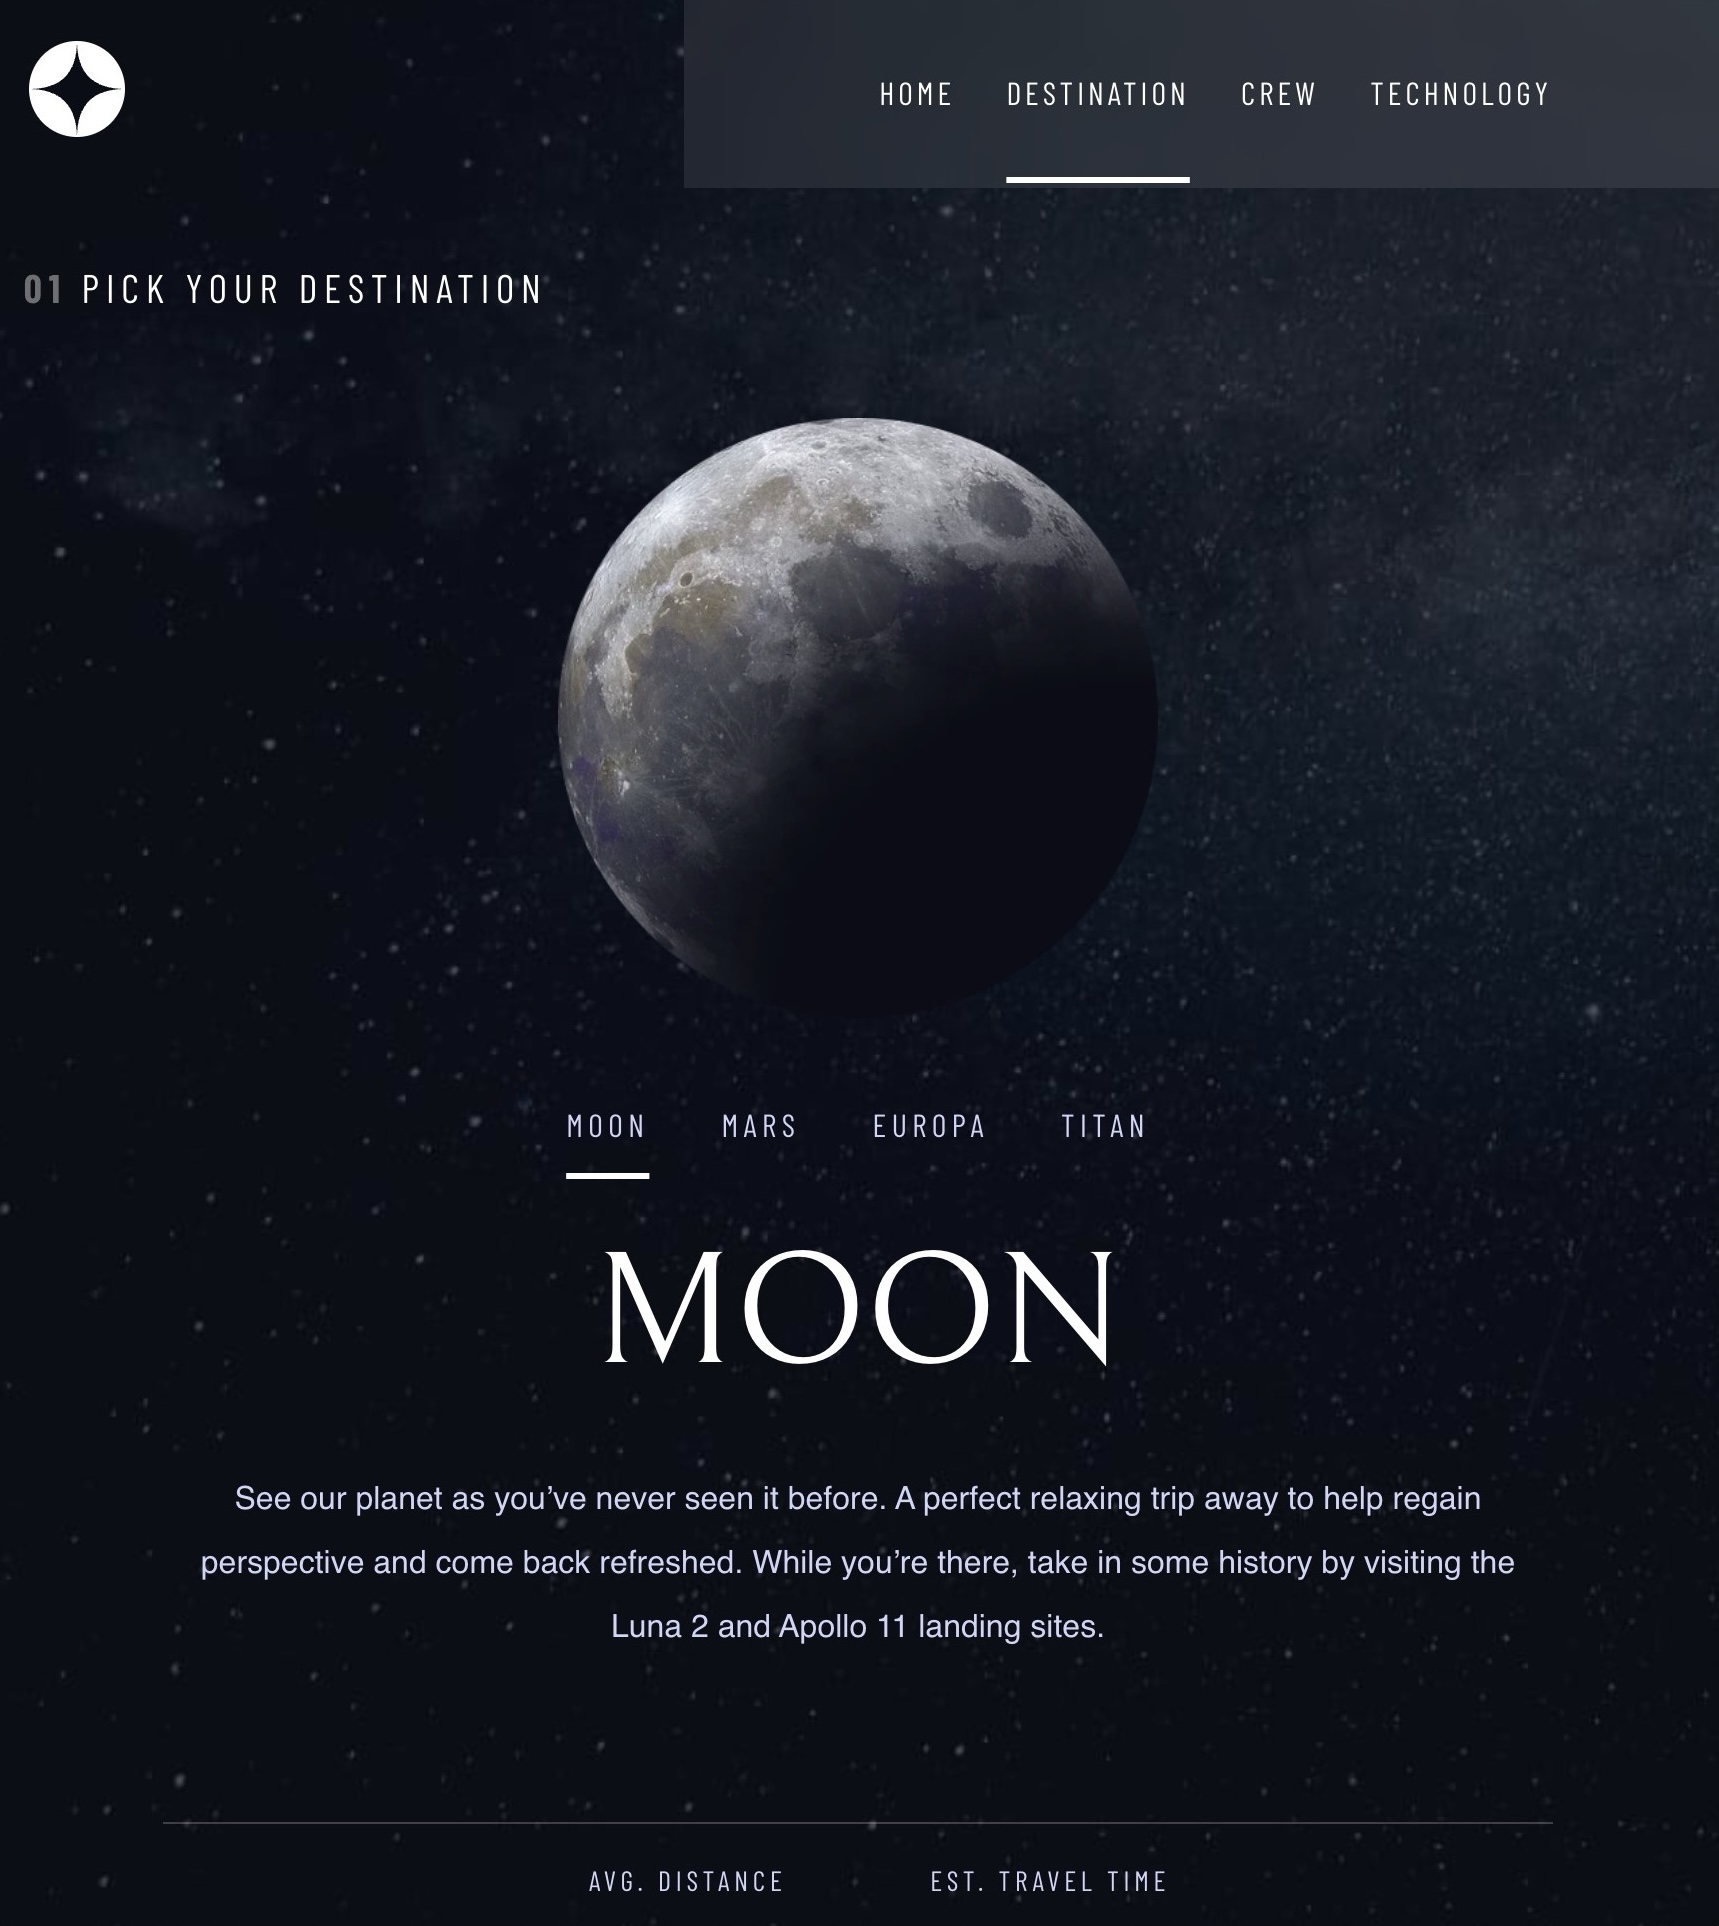 HOME DESTINATION CREW TECHNOLOGY
01 PICK YOUR DESTINATION
MOON MARS EUROPA TITAN
MOON
See our planet as you’ve never seen it before. A perfect relaxing trip away to help regain
perspective and come back refreshed. While you’re there, take in some history by visiting the
Luna 2 and Apollo 11 landing sites.
AVG. DISTANCE EST. TRAVEL TIME